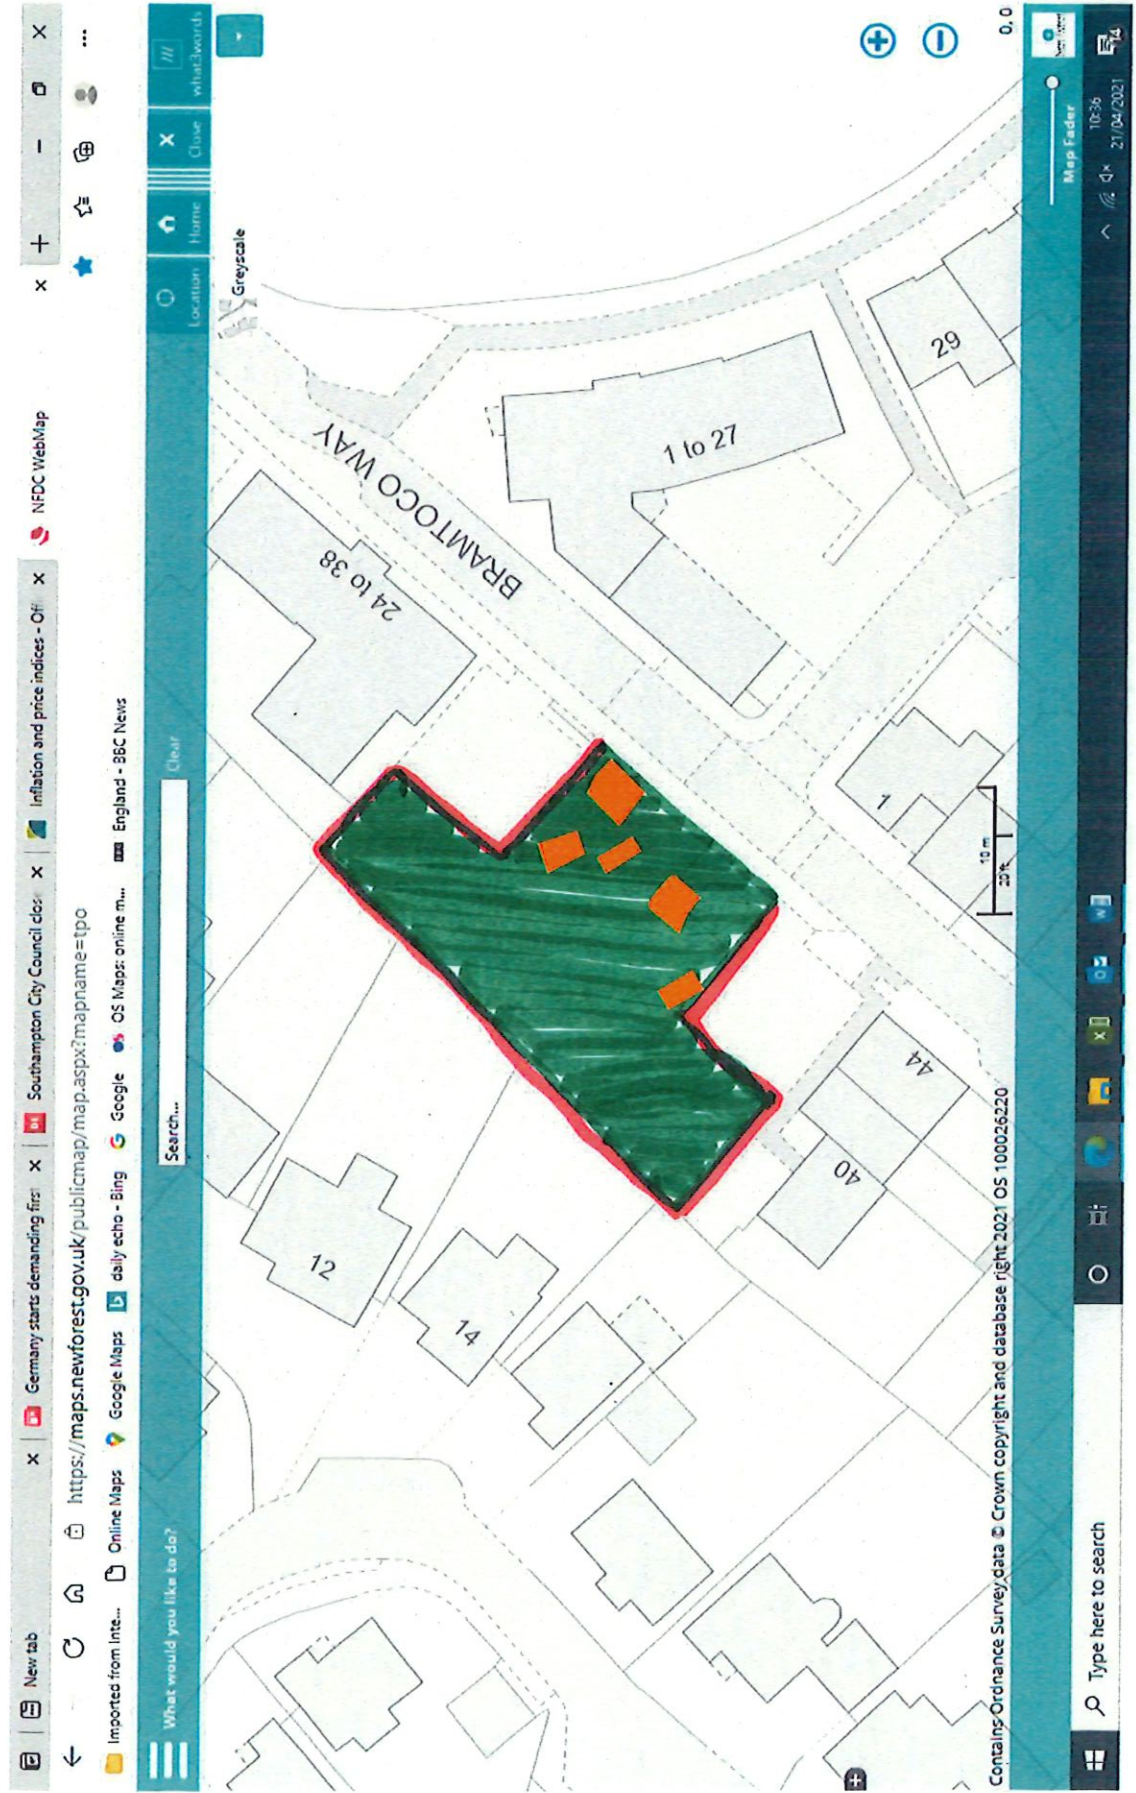 New tab
Germany starts demanding first
Southampton City Council clos
Inflation and price indices - Off
NFDC WebMap
https://maps.newforest.gov.uk/publicmap/map.aspx?mapname=tpo
Imported from Inte...
Online Maps
Google Maps
daily echo - Bing
Google
OS Maps: online m...
England - BBC News
What would you like to do?
Search...
Clear
Location
Home
Close
what3words
Greyscale
24 to 38
BRAMTOCO WAY
1 to 27
29
12
14
40
44
1
10 m
20 ft
0, 0
Contains Ordnance Survey data © Crown copyright and database right 2021 OS 100026220
Map Fader
Type here to search
10:36
21/04/2021
14